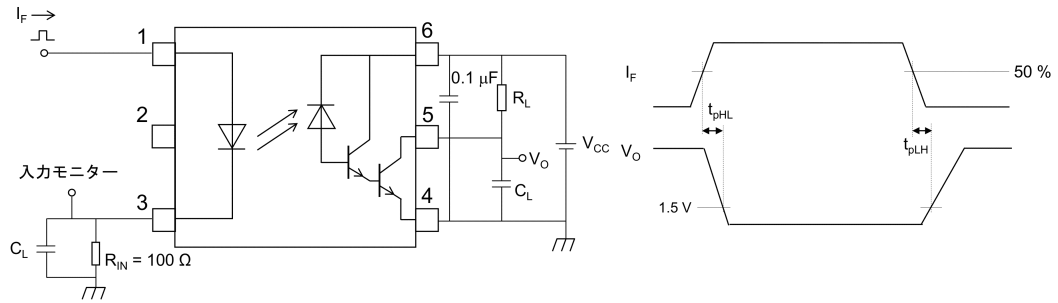 I_F →
1
2
3
入力モニター
C_L
R_IN = 100 Ω
6
5
4
0.1 μF
R_L
V_O
C_L
V_CC
I_F
50 %
t_pHL
t_pLH
V_O
1.5 V